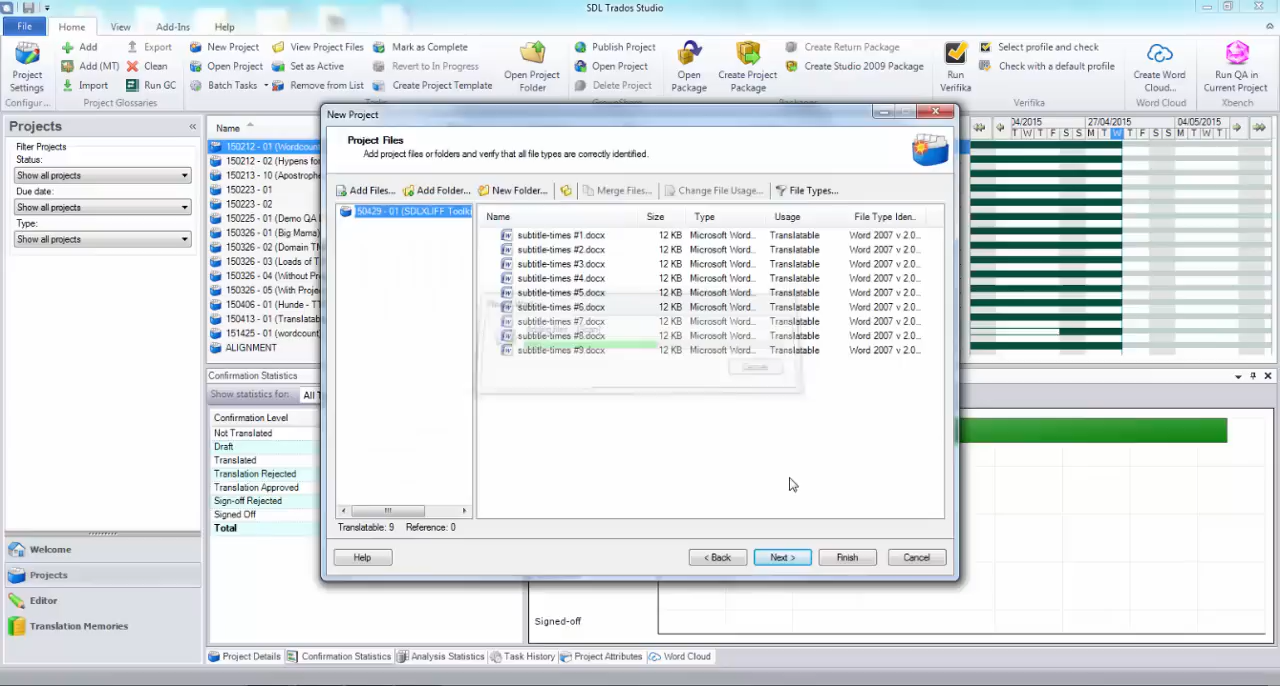 SDL Trados Studio
File Home View Add-Ins Help
Project Settings
Add
Add (MT)
Import
Export
Clean
Run GC
New Project
Open Project
Batch Tasks
View Project Files
Set as Active
Remove from List
Mark as Complete
Revert to In Progress
Create Project Template
Open Project Folder
Publish Project
Open Project
Delete Project
Open Package
Create Project Package
Create Return Package
Create Studio 2009 Package
Run Verifika
Select profile and check
Check with a default profile
Create Word Cloud...
Run QA in Current Project
Configur...
Project Glossaries
Verifika
Word Cloud
Xbench
Projects
«
Filter Projects
Status:
Show all projects
Due date:
Show all projects
Type:
Show all projects
Welcome
Projects
Editor
Translation Memories
Name
150212 - 01 (Wordcount
150212 - 02 (Hypens for
150213 - 10 (Apostrophe
150223 - 01
150223 - 02
150225 - 01 (Demo QA
150326 - 01 (Big Mama)
150326 - 02 (Domain TM
150326 - 03 (Loads of T
150326 - 04 (Without Pr
150326 - 05 (With Proje
150406 - 01 (Hunde - TT
150413 - 01 (Translatab
151425 - 01 (wordcount)
ALIGNMENT
0/04/2015 27/04/2015 04/05/2015
T W T F S S M T W T F S S M T W T
Confirmation Statistics
Show statistics for: All
Confirmation Level
Not Translated
Draft
Translated
Translation Rejected
Translation Approved
Sign-off Rejected
Signed Off
Total
Signed-off
Project Details Confirmation Statistics Analysis Statistics Task History Project Attributes Word Cloud
New Project
Project Files
Add project files or folders and verify that all file types are correctly identified.
Add Files... Add Folder... New Folder... Merge Files... Change File Usage... File Types...
50429 - 01 (SDLXLIFF Toolki
Name Size Type Usage File Type Iden...
subtitle-times #1.docx 12 KB Microsoft Word... Translatable Word 2007 v 2.0...
subtitle-times #2.docx 12 KB Microsoft Word... Translatable Word 2007 v 2.0...
subtitle-times #3.docx 12 KB Microsoft Word... Translatable Word 2007 v 2.0...
subtitle-times #4.docx 12 KB Microsoft Word... Translatable Word 2007 v 2.0...
subtitle-times #5.docx 12 KB Microsoft Word... Translatable Word 2007 v 2.0...
subtitle-times #6.docx 12 KB Microsoft Word... Translatable Word 2007 v 2.0...
subtitle-times #7.docx 12 KB Microsoft Word... Translatable Word 2007 v 2.0...
subtitle-times #8.docx 12 KB Microsoft Word... Translatable Word 2007 v 2.0...
subtitle-times #9.docx 12 KB Microsoft Word... Translatable Word 2007 v 2.0...
Translatable: 9 Reference: 0
Help < Back Next > Finish Cancel